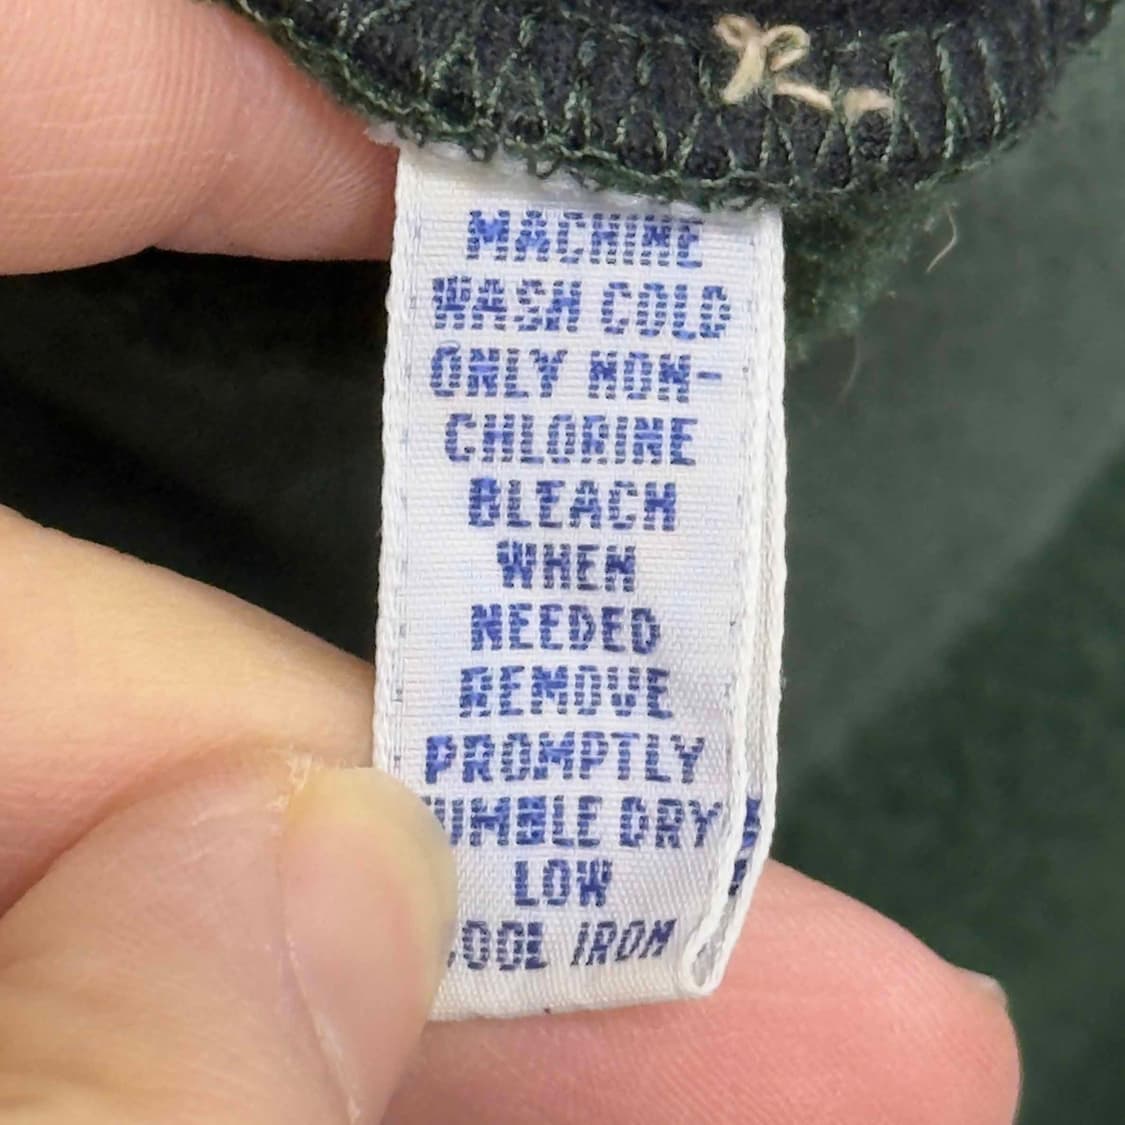 MACHINE
WASH COLD
ONLY NON-
CHLORINE
BLEACH
WHEN
NEEDED
REMOVE
PROMPTLY
TUMBLE DRY
LOW
COOL IRON